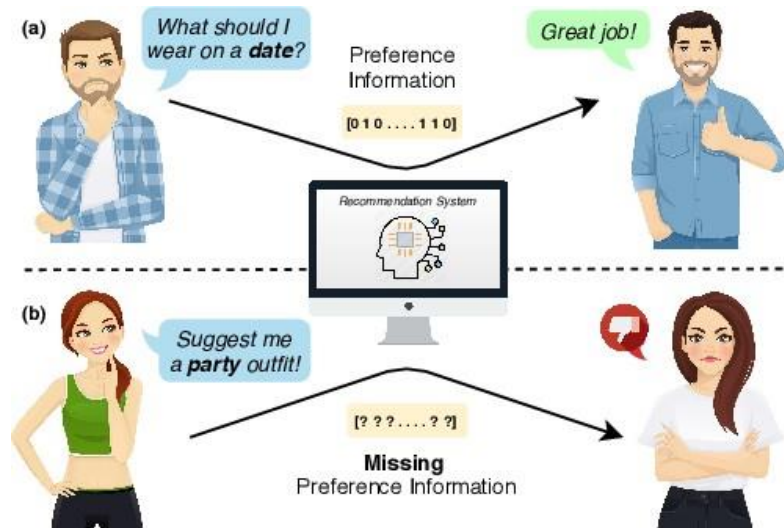 (a)
What should I
wear on a date?
Preference
Information
[0 1 0 . . . . 1 1 0]
Great job!
Recommendation System
(b)
Suggest me
a party outfit!
[? ? ? . . . . ? ?]
Missing
Preference Information